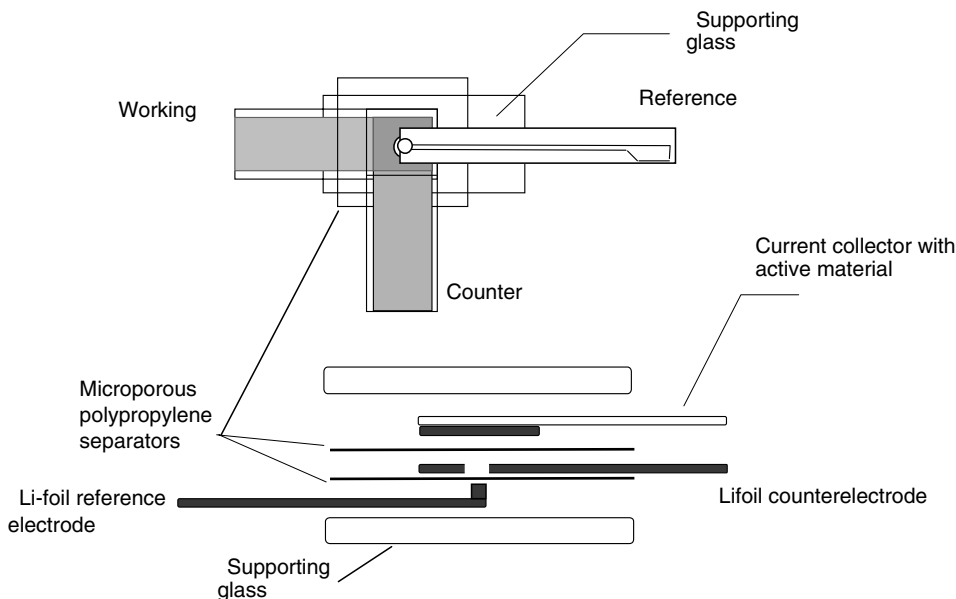 Supporting
glass
Working
Reference
Current collector with
active material
Counter
Microporous
polypropylene
separators
Li-foil reference
electrode
Lifoil counterelectrode
Supporting
glass